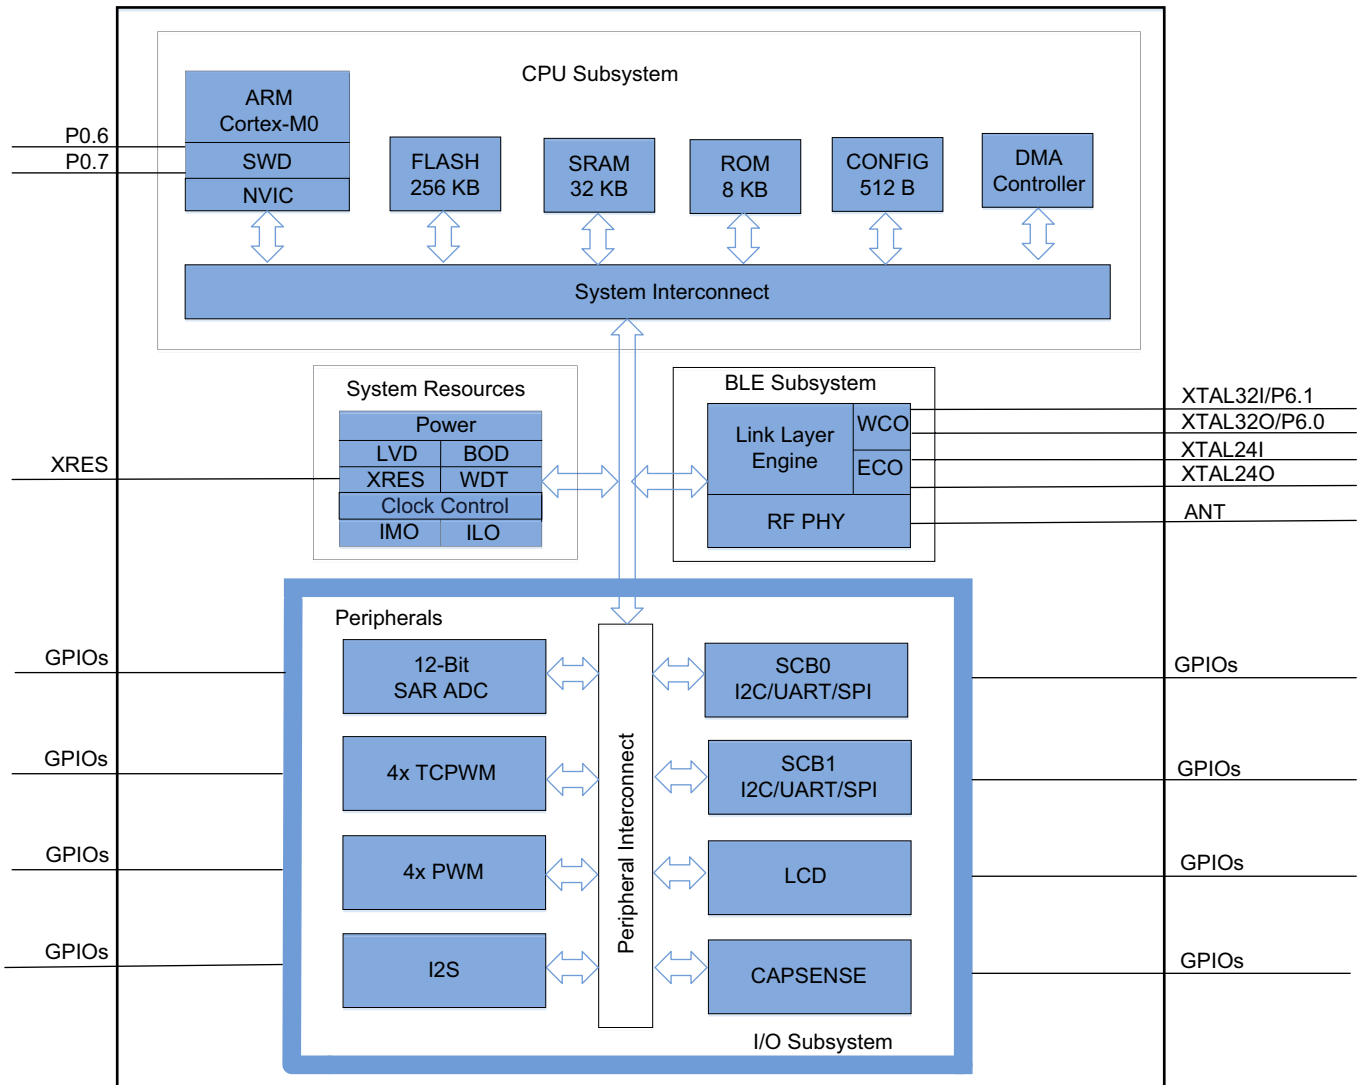 CPU Subsystem
ARM
Cortex-M0
SWD
NVIC
P0.6
P0.7
FLASH
256 KB
SRAM
32 KB
ROM
8 KB
CONFIG
512 B
DMA
Controller
System Interconnect
System Resources
Power
LVD
BOD
XRES
WDT
Clock Control
IMO
ILO
XRES
BLE Subsystem
Link Layer
Engine
WCO
ECO
RF PHY
XTAL32I/P6.1
XTAL32O/P6.0
XTAL24I
XTAL24O
ANT
Peripherals
12-Bit
SAR ADC
4x TCPWM
4x PWM
I2S
Peripheral Interconnect
SCB0
I2C/UART/SPI
SCB1
I2C/UART/SPI
LCD
CAPSENSE
I/O Subsystem
GPIOs
GPIOs
GPIOs
GPIOs
GPIOs
GPIOs
GPIOs
GPIOs